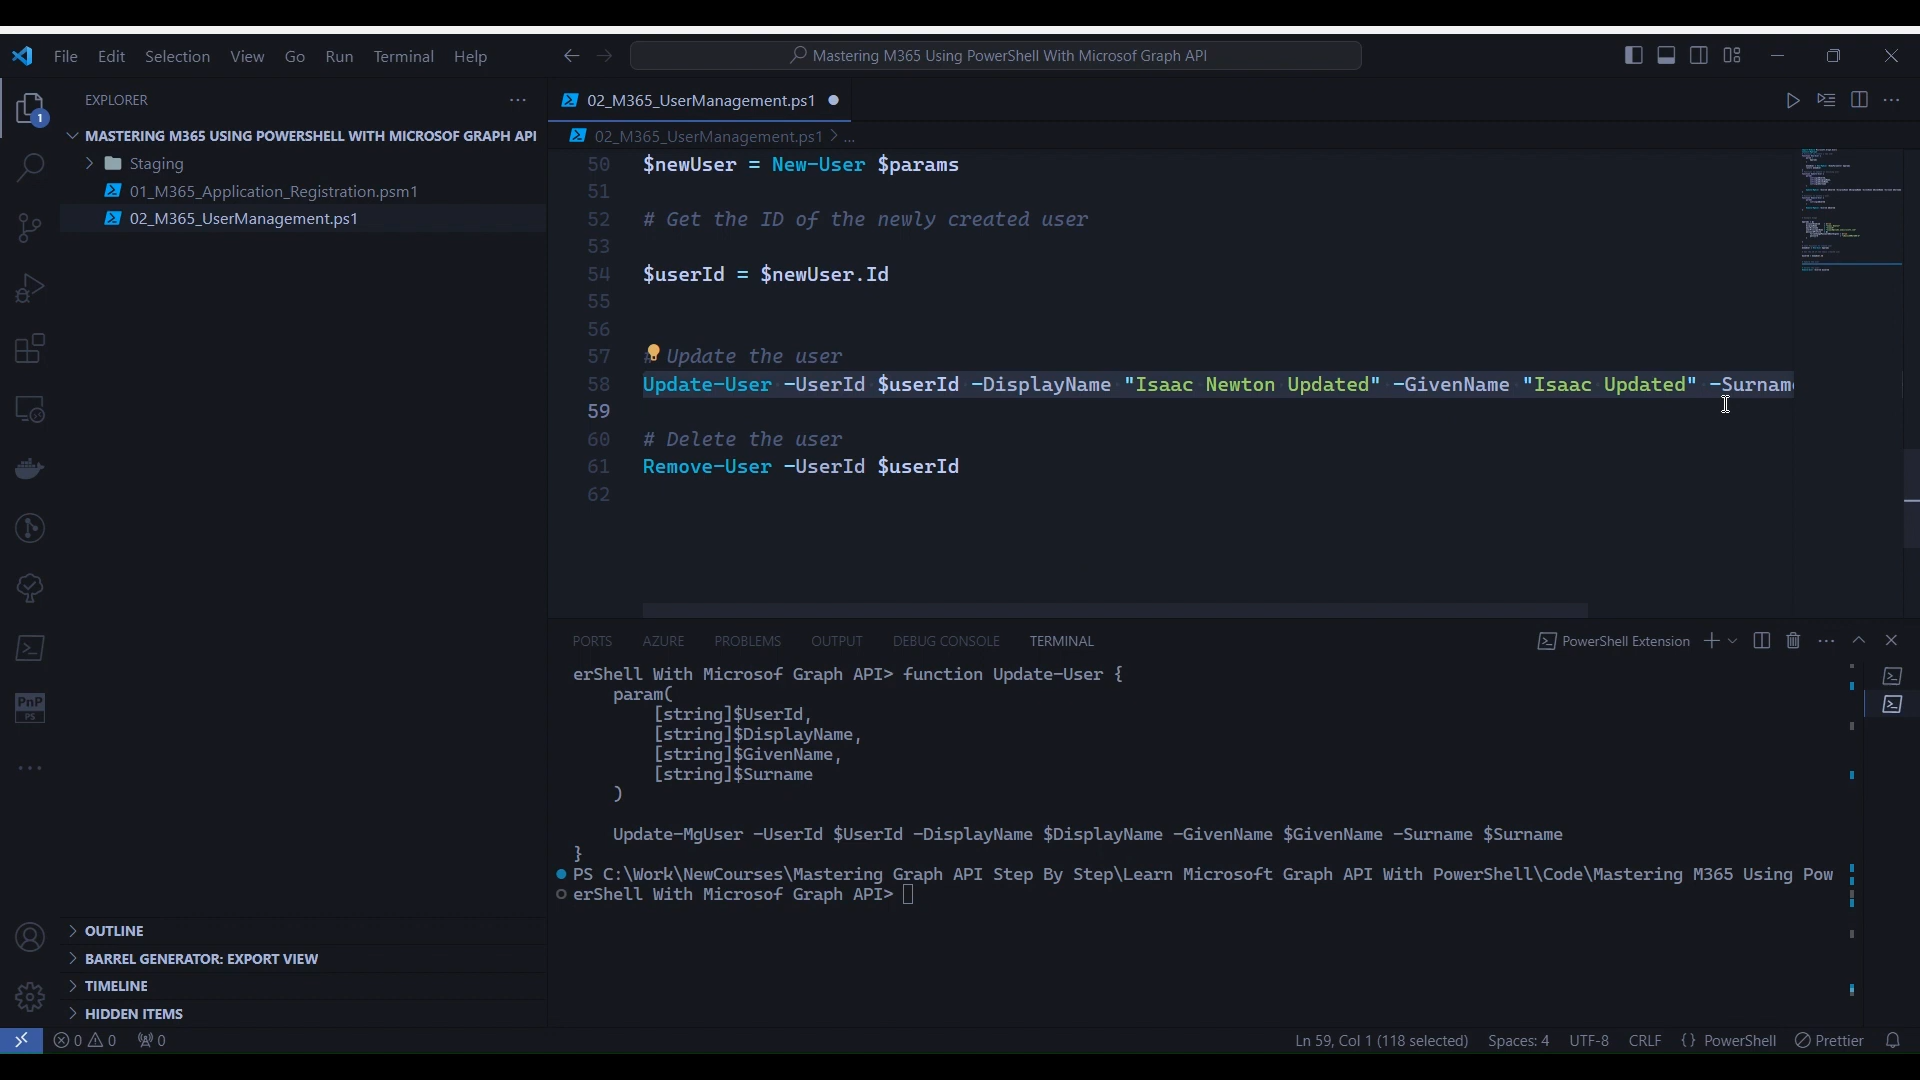 File Edit Selection View Go Run Terminal Help
Mastering M365 Using PowerShell With Microsof Graph API
EXPLORER
MASTERING M365 USING POWERSHELL WITH MICROSOF GRAPH API
Staging
01_M365_Application_Registration.psm1
02_M365_UserManagement.ps1
1
PnP
PS
OUTLINE
BARREL GENERATOR: EXPORT VIEW
TIMELINE
HIDDEN ITEMS
02_M365_UserManagement.ps1
02_M365_UserManagement.ps1 > ...
50 $newUser = New-User $params
51
52 # Get the ID of the newly created user
53
54 $userId = $newUser.Id
55
56
57 # Update the user
58 Update-User -UserId $userId -DisplayName "Isaac Newton Updated" -GivenName "Isaac Updated" -Surnam
59
60 # Delete the user
61 Remove-User -UserId $userId
62
PORTS AZURE PROBLEMS OUTPUT DEBUG CONSOLE TERMINAL
PowerShell Extension
erShell With Microsof Graph API> function Update-User {
param(
[string]$UserId,
[string]$DisplayName,
[string]$GivenName,
[string]$Surname
)
Update-MgUser -UserId $UserId -DisplayName $DisplayName -GivenName $GivenName -Surname $Surname
}
PS C:\Work\NewCourses\Mastering Graph API Step By Step\Learn Microsoft Graph API With PowerShell\Code\Mastering M365 Using Pow
erShell With Microsof Graph API>
0 0 0
Ln 59, Col 1 (118 selected) Spaces: 4 UTF-8 CRLF {} PowerShell Prettier